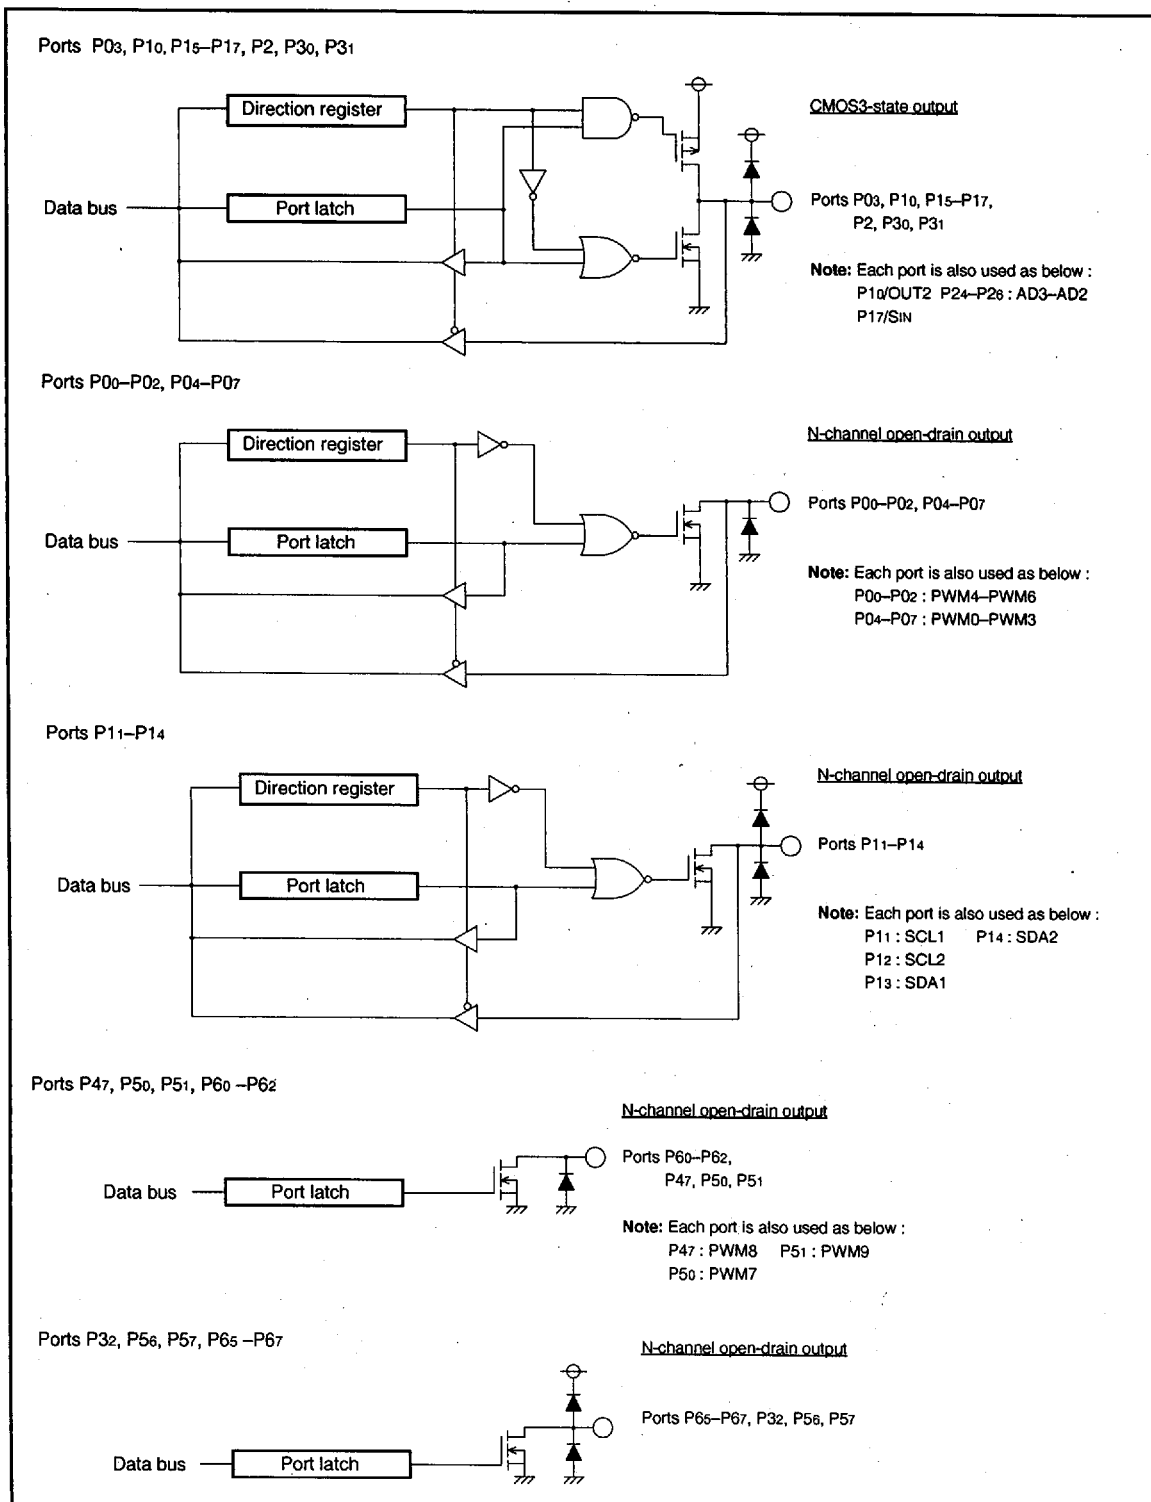 Ports P03, P10, P15–P17, P2, P30, P31
Direction register
CMOS3-state output
Data bus
Port latch
Ports P03, P10, P15–P17,
P2, P30, P31
Note: Each port is also used as below :
P10/OUT2 P24–P26 : AD3–AD2
P17/SIN
Ports P00–P02, P04–P07
Direction register
N-channel open-drain output
Data bus
Port latch
Ports P00–P02, P04–P07
Note: Each port is also used as below :
P00–P02 : PWM4–PWM6
P04–P07 : PWM0–PWM3
Ports P11–P14
Direction register
N-channel open-drain output
Data bus
Port latch
Ports P11–P14
Note: Each port is also used as below :
P11 : SCL1 P14 : SDA2
P12 : SCL2
P13 : SDA1
Ports P47, P50, P51, P60 –P62
N-channel open-drain output
Data bus
Port latch
Ports P60–P62,
P47, P50, P51
Note: Each port is also used as below :
P47 : PWM8 P51 : PWM9
P50 : PWM7
Ports P32, P56, P57, P65 –P67
N-channel open-drain output
Data bus
Port latch
Ports P65–P67, P32, P56, P57